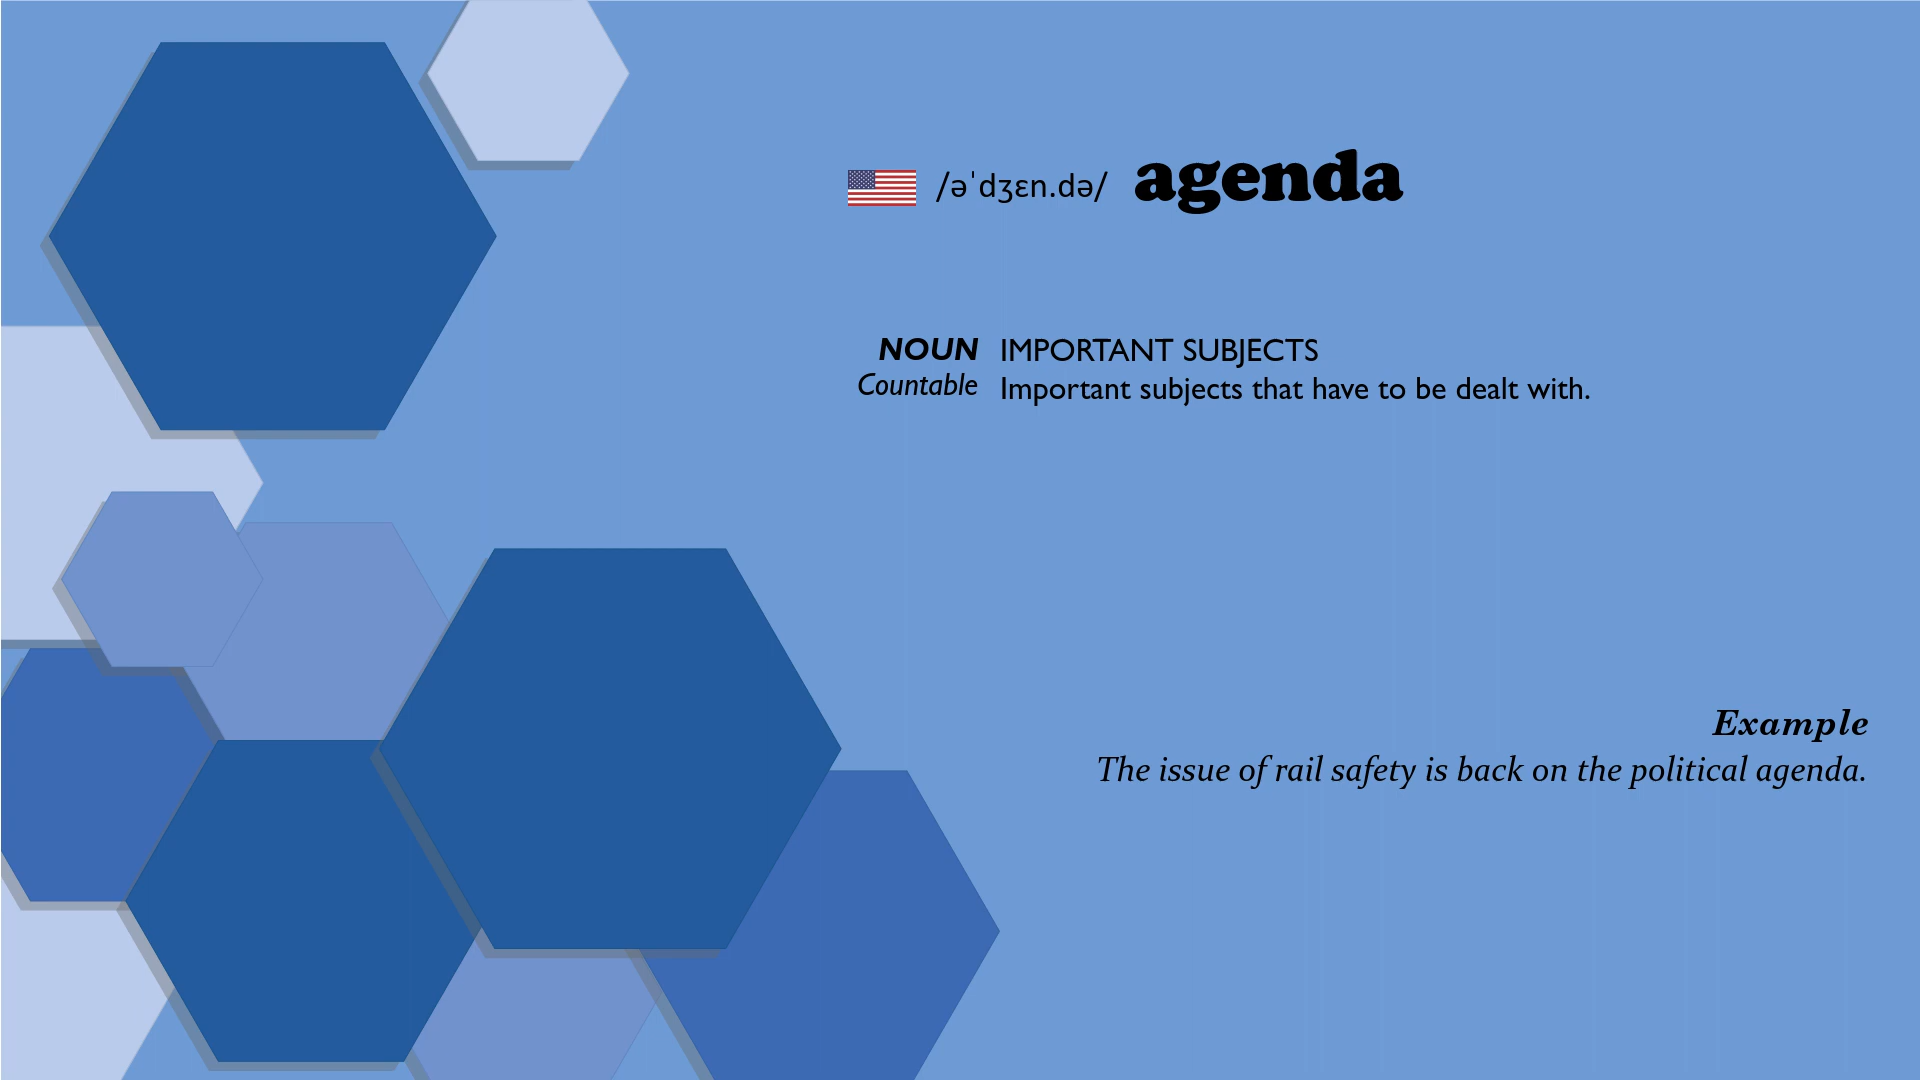 /əˈdʒɛn.də/ agenda
NOUN IMPORTANT SUBJECTS
Countable Important subjects that have to be dealt with.
Example
The issue of rail safety is back on the political agenda.